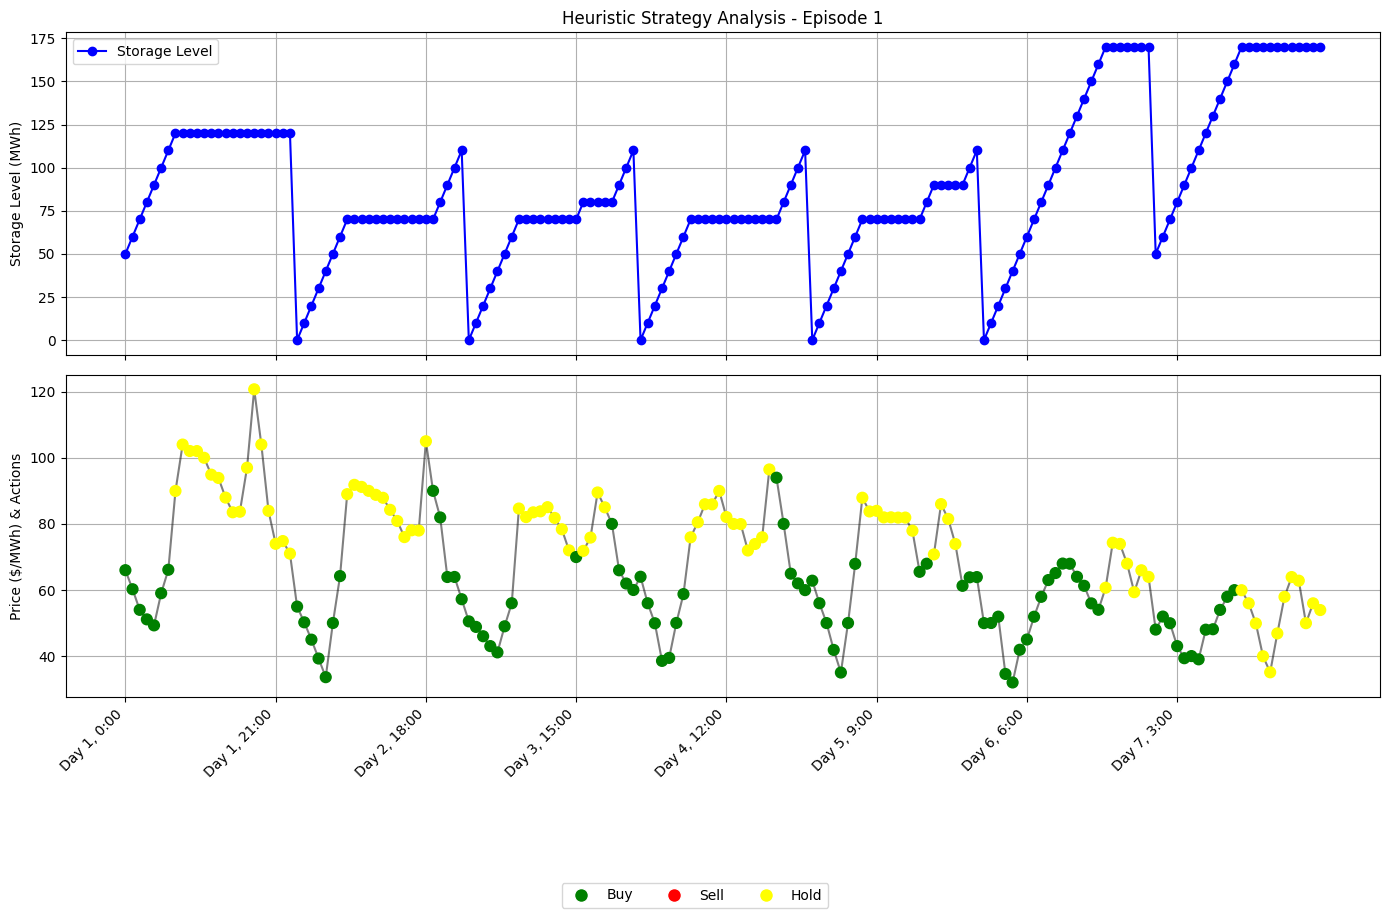 Heuristic Strategy Analysis - Episode 1
Storage Level (MWh)
175
150
125
100
75
50
25
0
Storage Level
Price ($/MWh) & Actions
120
100
80
60
40
Day 1, 0:00
Day 1, 21:00
Day 2, 18:00
Day 3, 15:00
Day 4, 12:00
Day 5, 9:00
Day 6, 6:00
Day 7, 3:00
Buy
Sell
Hold